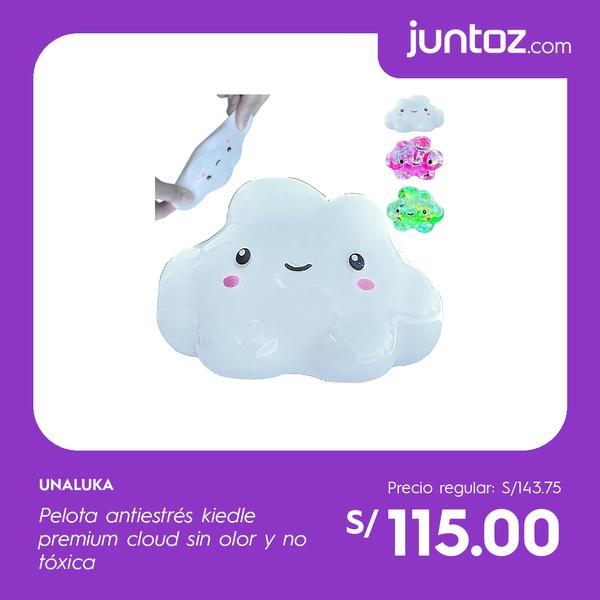 juntoz.com
UNALUKA
Pelota antiestrés kiedle
premium cloud sin olor y no
tóxica
Precio regular: S/143.75
S/115.00